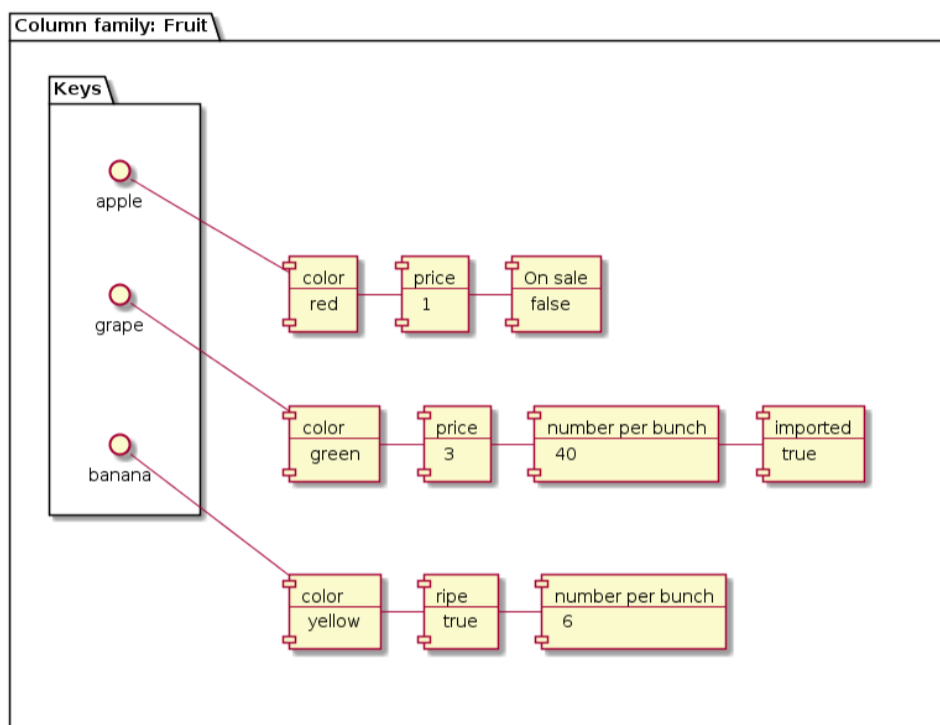 Column family: Fruit
Keys
apple
color
red
price
1
On sale
false
grape
color
green
price
3
number per bunch
40
imported
true
banana
color
yellow
ripe
true
number per bunch
6